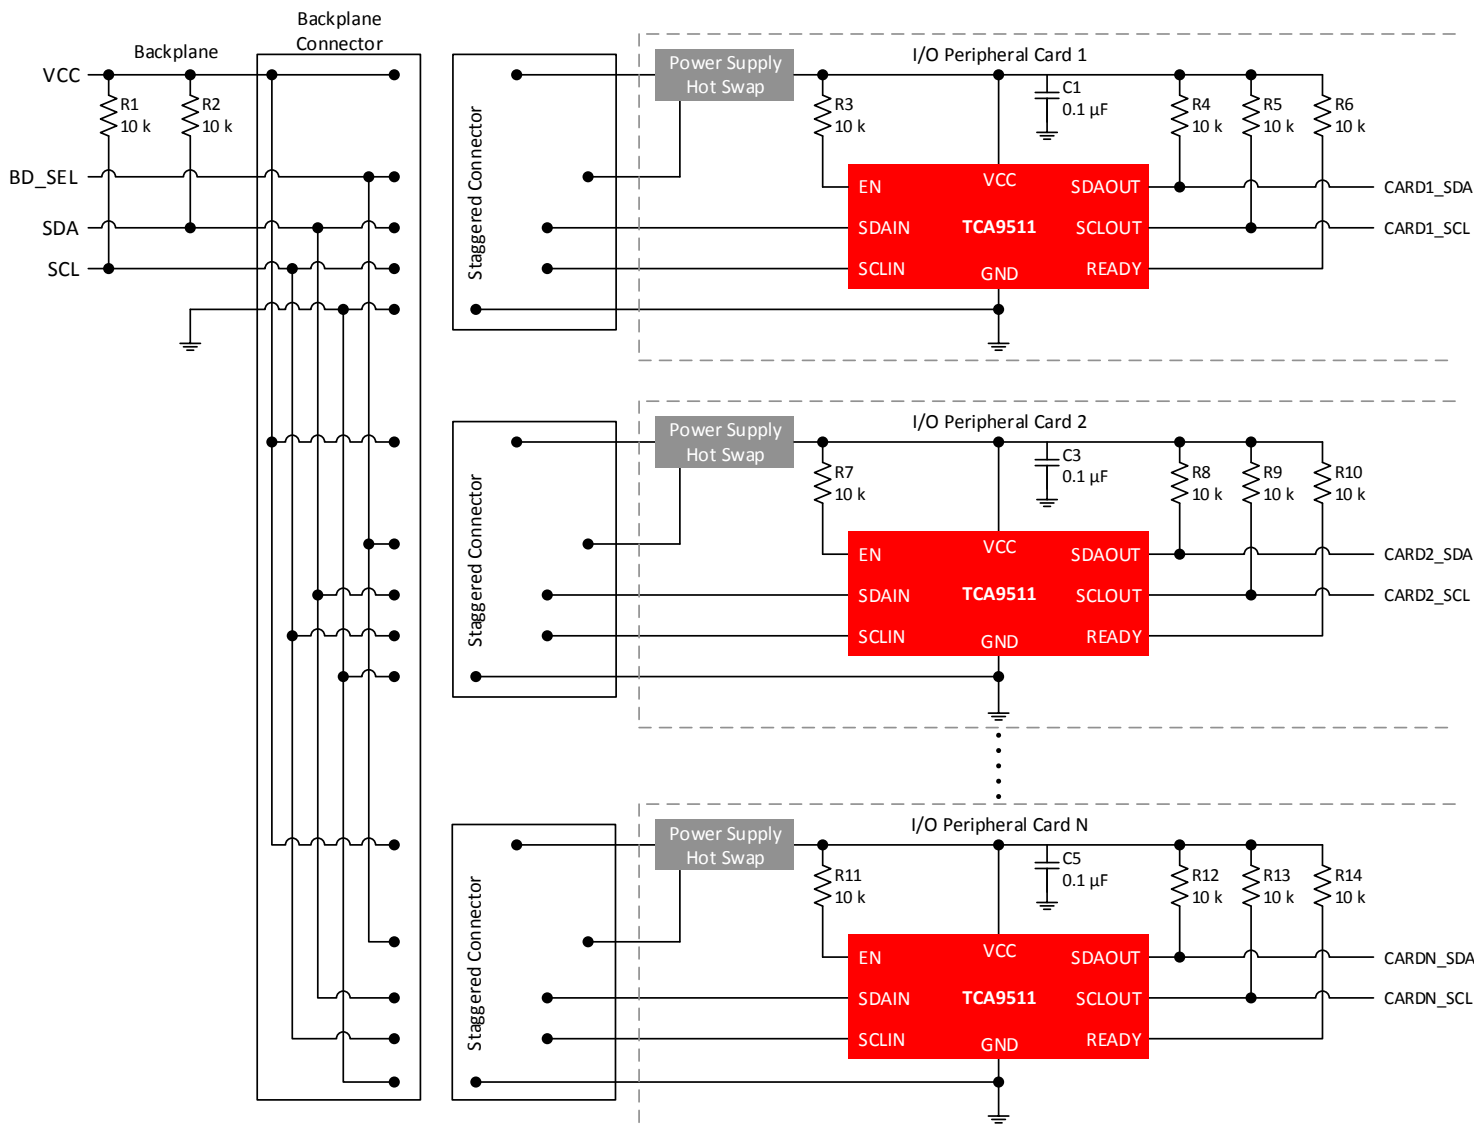 Backplane
Connector
Backplane
VCC
R1
10 k
R2
10 k
BD_SEL
SDA
SCL
Staggered Connector
Power Supply
Hot Swap
I/O Peripheral Card 1
R3
10 k
C1
0.1 µF
R4
10 k
R5
10 k
R6
10 k
VCC
EN
SDAOUT
CARD1_SDA
SDAIN
TCA9511
SCLOUT
CARD1_SCL
SCLIN
GND
READY
Staggered Connector
Power Supply
Hot Swap
I/O Peripheral Card 2
R7
10 k
C3
0.1 µF
R8
10 k
R9
10 k
R10
10 k
VCC
EN
SDAOUT
CARD2_SDA
SDAIN
TCA9511
SCLOUT
CARD2_SCL
SCLIN
GND
READY
Staggered Connector
Power Supply
Hot Swap
I/O Peripheral Card N
R11
10 k
C5
0.1 µF
R12
10 k
R13
10 k
R14
10 k
VCC
EN
SDAOUT
CARDN_SDA
SDAIN
TCA9511
SCLOUT
CARDN_SCL
SCLIN
GND
READY